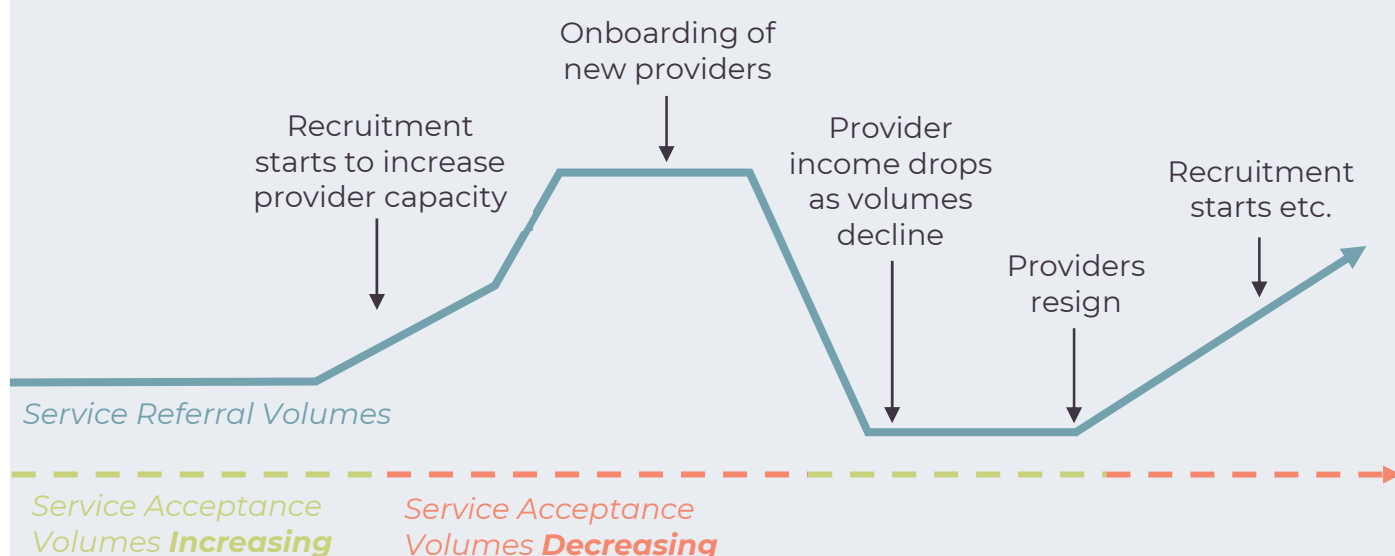 Onboarding of
new providers
Recruitment
starts to increase
provider capacity
Provider
income drops
as volumes
decline
Providers
resign
Recruitment
starts etc.
Service Referral Volumes
Service Acceptance
Volumes Increasing
Service Acceptance
Volumes Decreasing